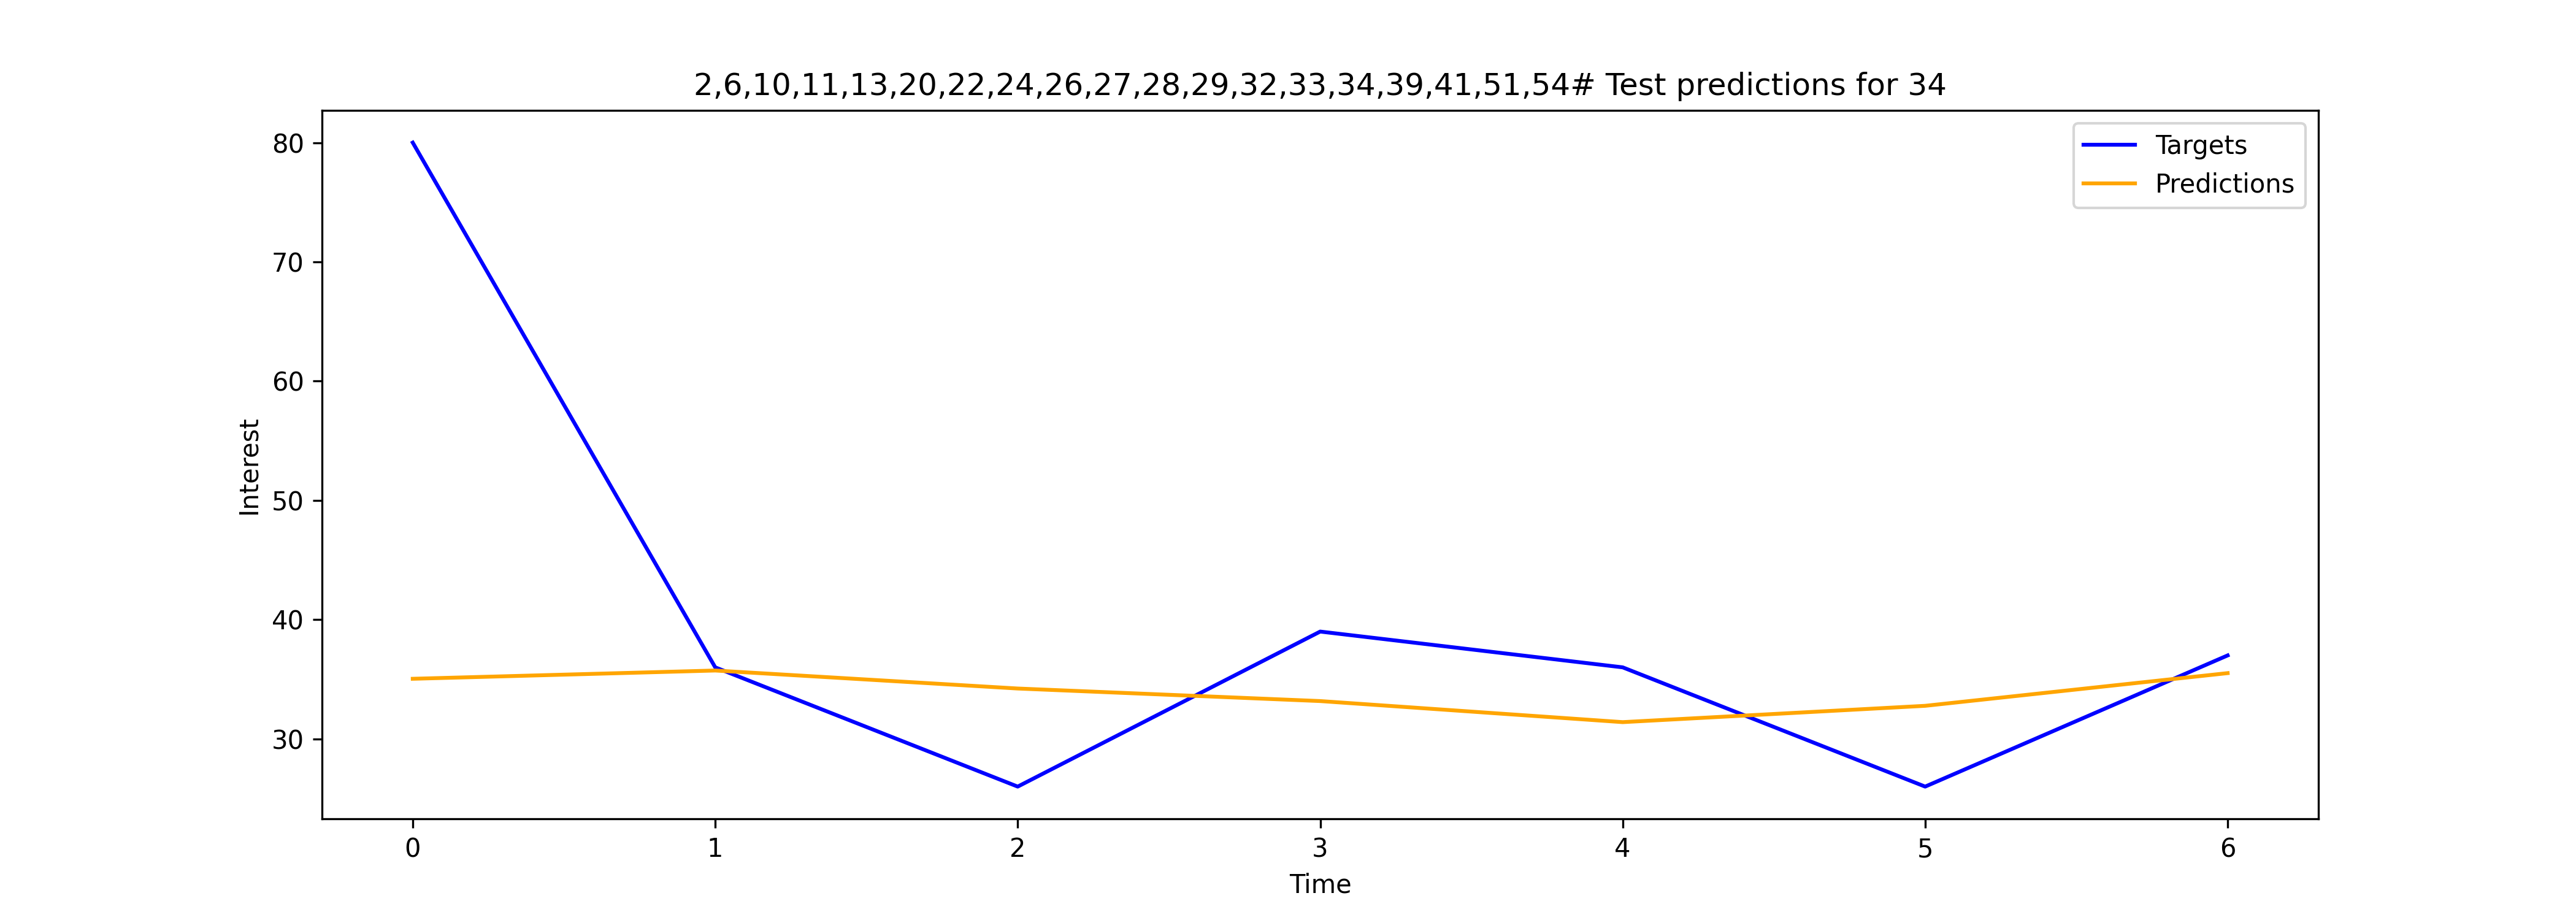 2,6,10,11,13,20,22,24,26,27,28,29,32,33,34,39,41,51,54# Test predictions for 34
Targets
Predictions
80
70
60
50
40
30
Interest
0 1 2 3 4 5 6
Time